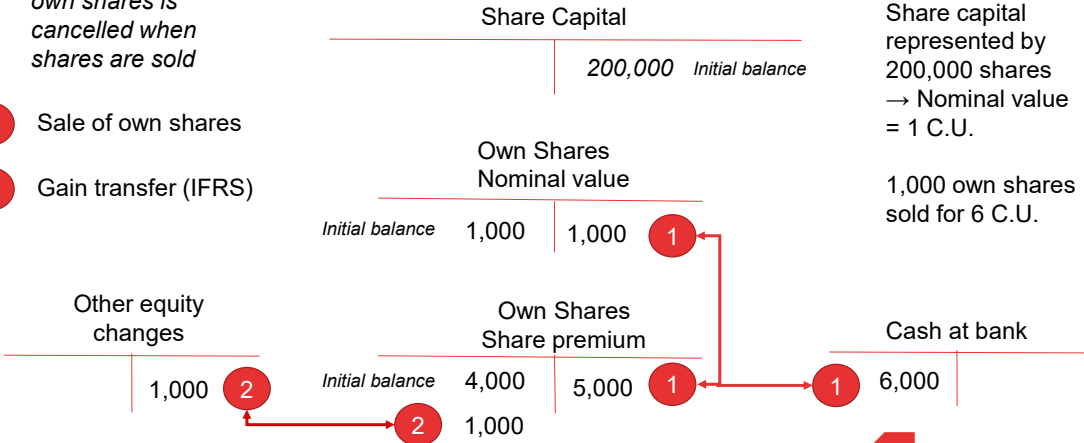 own shares is
cancelled when
shares are sold
Sale of own shares
Gain transfer (IFRS)
Share Capital
200,000 Initial balance
Own Shares
Nominal value
Initial balance 1,000 1,000 1
Other equity
changes
1,000 2
Own Shares
Share premium
Initial balance 4,000 5,000 1
2 1,000
Cash at bank
1 6,000
Share capital
represented by
200,000 shares
→ Nominal value
= 1 C.U.
1,000 own shares
sold for 6 C.U.